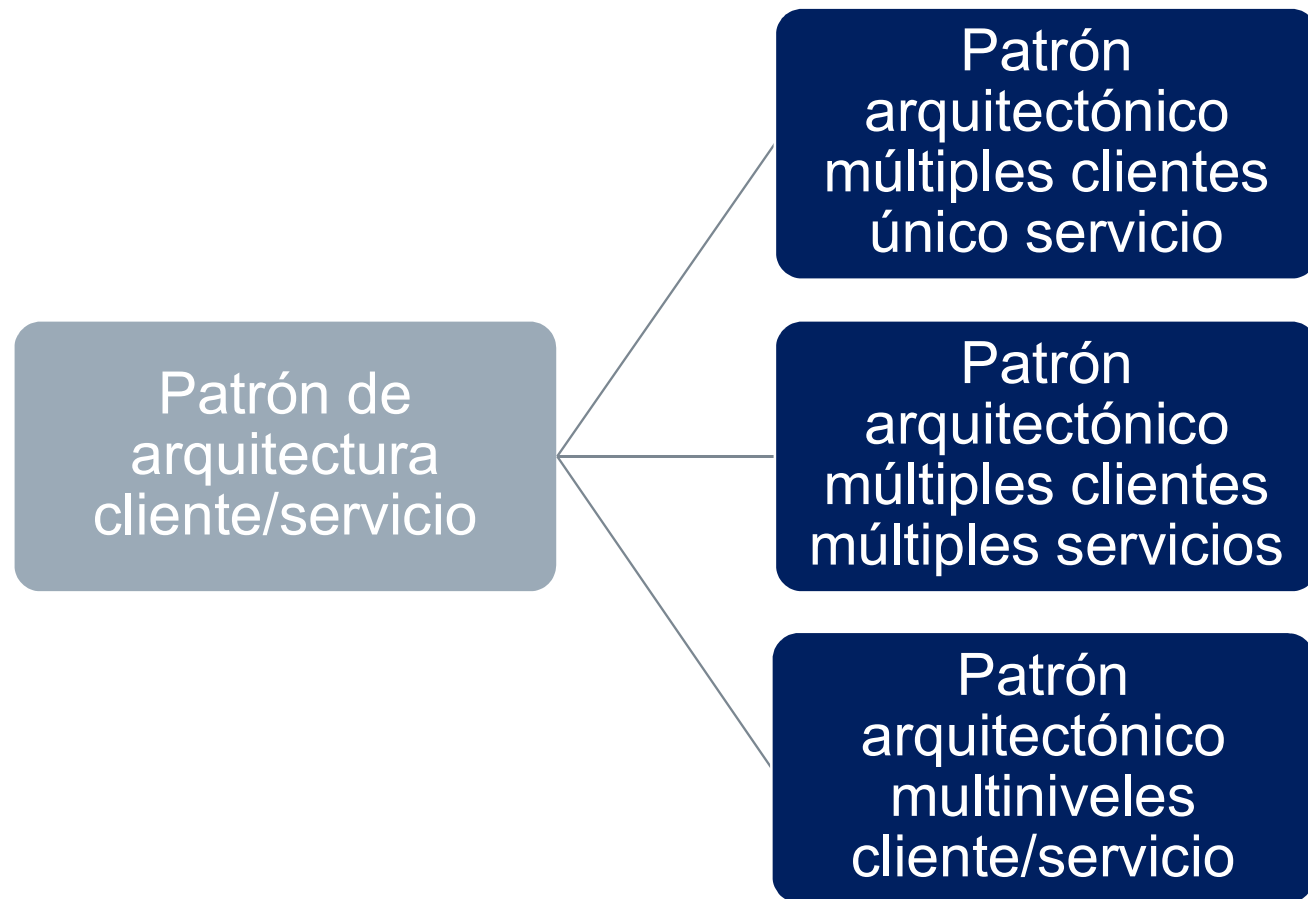 Patrón de
arquitectura
cliente/servicio
Patrón
arquitectónico
múltiples clientes
único servicio
Patrón
arquitectónico
múltiples clientes
múltiples servicios
Patrón
arquitectónico
multiniveles
cliente/servicio